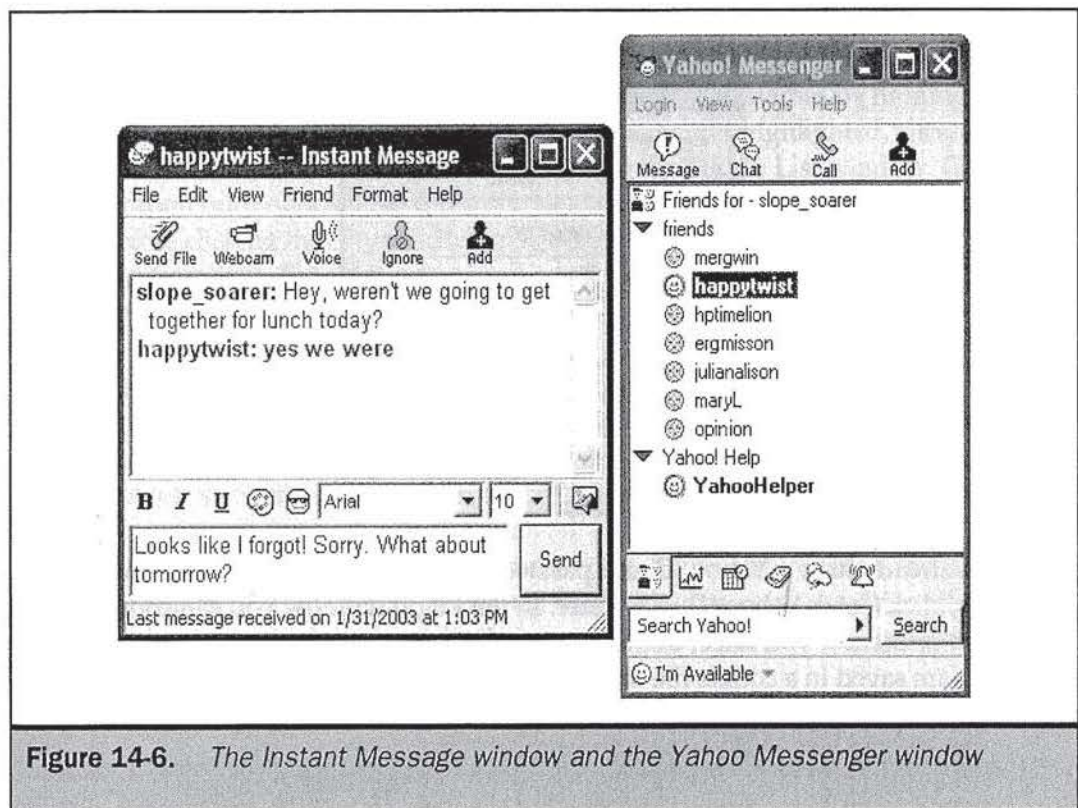 happytwist -- Instant Message
File Edit View Friend Format Help
Send File Webcam Voice Ignore Add
slope_soarer: Hey, weren't we going to get
together for lunch today?
happytwist: yes we were
B I U Arial 10
Looks like I forgot! Sorry. What about
tomorrow?
Send
Last message received on 1/31/2003 at 1:03 PM
Yahoo! Messenger
Login View Tools Help
Message Chat Call Add
Friends for - slope_soarer
friends
mergwin
happytwist
hptimelion
ergmisson
julianalison
maryL
opinion
Yahoo! Help
YahooHelper
Search Yahoo! Search
I'm Available
Figure 14-6. The Instant Message window and the Yahoo Messenger window